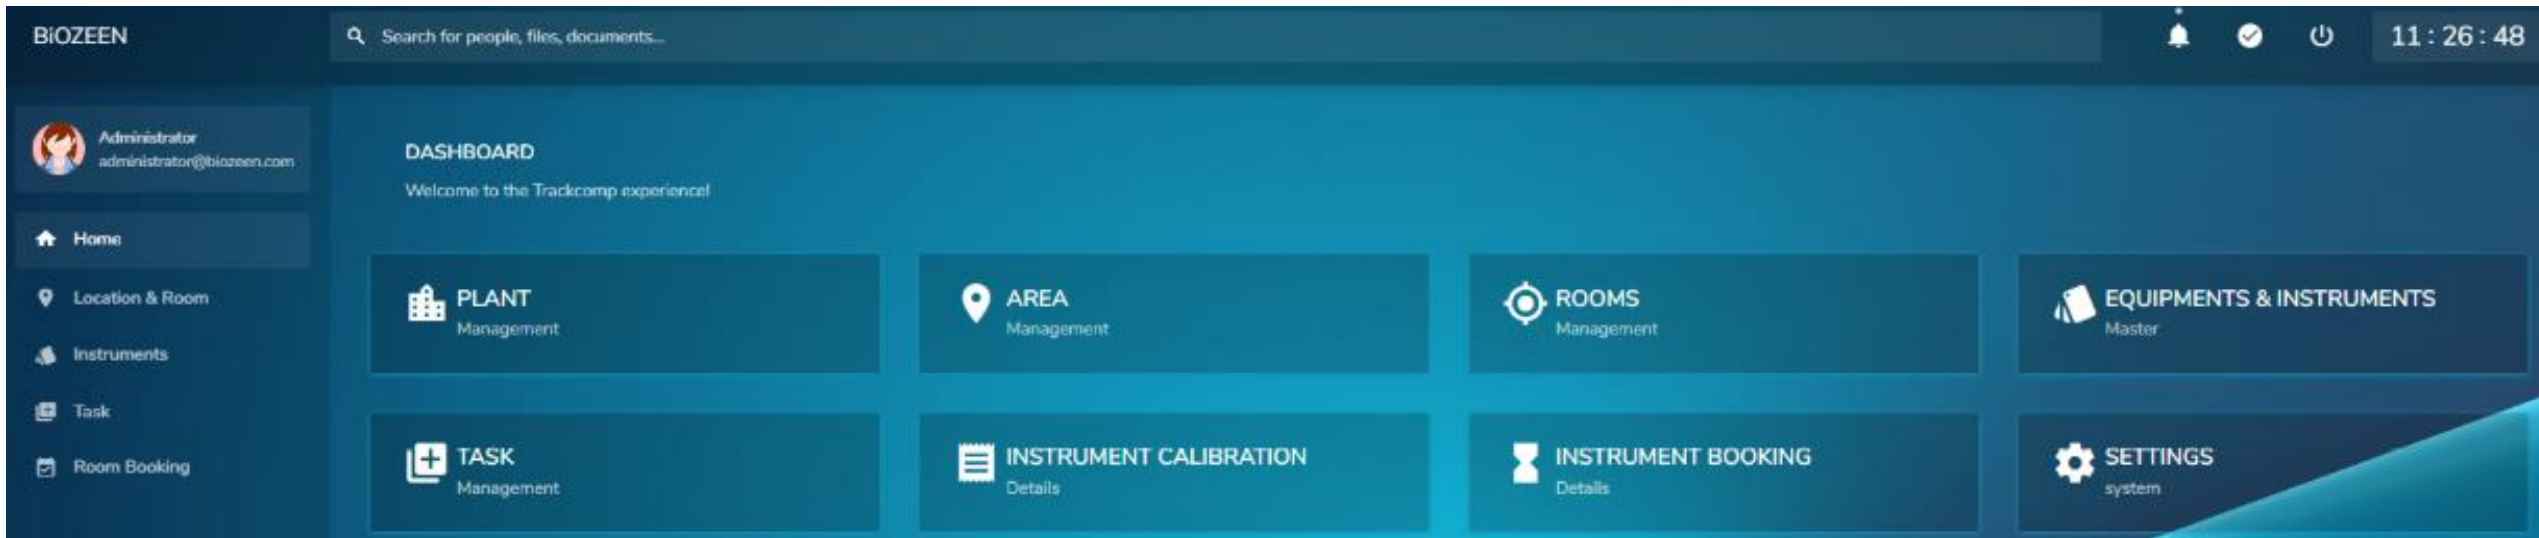 BiOZEEN
Search for people, files, documents...
11 : 26 : 48
Administrator
administrator@biozeen.com
Home
Location & Room
Instruments
Task
Room Booking
DASHBOARD
Welcome to the Trackcomp experience!
PLANT
Management
AREA
Management
ROOMS
Management
EQUIPMENTS & INSTRUMENTS
Master
TASK
Management
INSTRUMENT CALIBRATION
Details
INSTRUMENT BOOKING
Details
SETTINGS
system